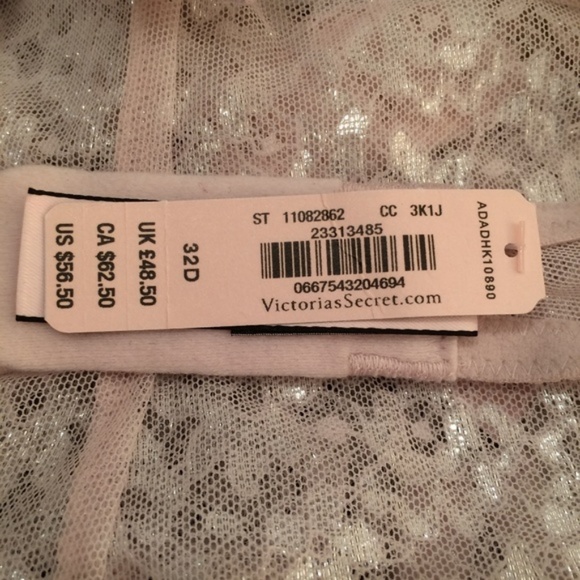 ST 11082862 CC 3K1J
23313485
0667543204694
VictoriasSecret.com
32D
UK £48.50
CA $62.50
US $56.50
ADADHK10890